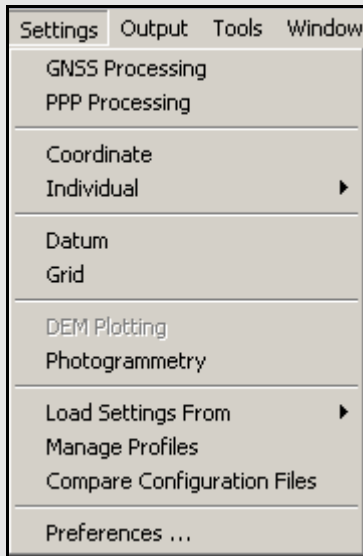 Settings Output Tools Window
GNSS Processing
PPP Processing
Coordinate
Individual
Datum
Grid
DEM Plotting
Photogrammetry
Load Settings From
Manage Profiles
Compare Configuration Files
Preferences ...